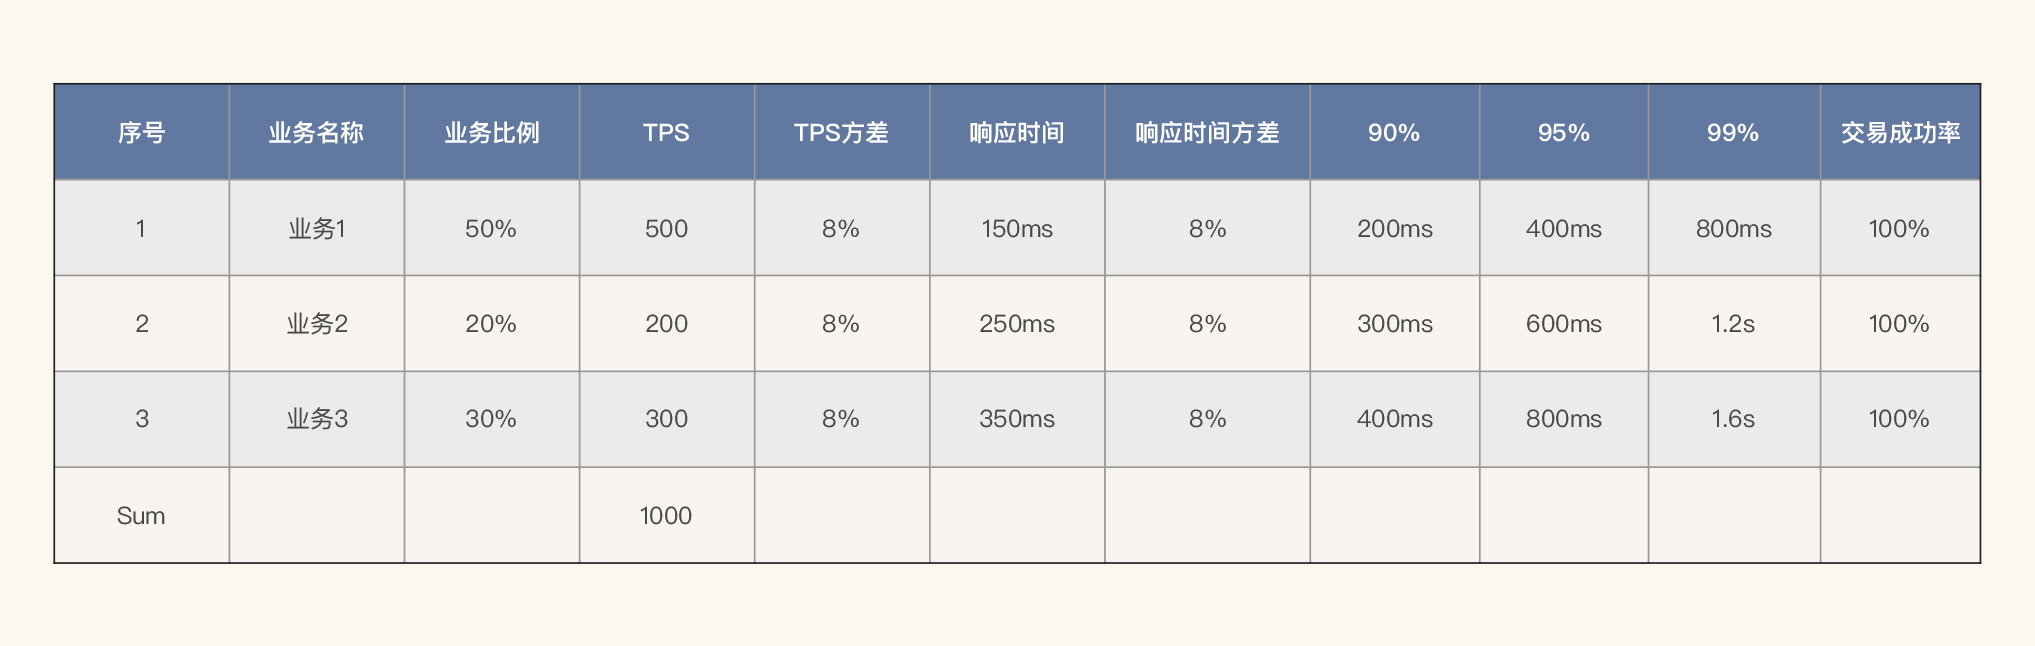 序号 业务名称 业务比例 TPS TPS方差 响应时间 响应时间方差 90% 95% 99% 交易成功率
1 业务1 50% 500 8% 150ms 8% 200ms 400ms 800ms 100%
2 业务2 20% 200 8% 250ms 8% 300ms 600ms 1.2s 100%
3 业务3 30% 300 8% 350ms 8% 400ms 800ms 1.6s 100%
Sum 1000